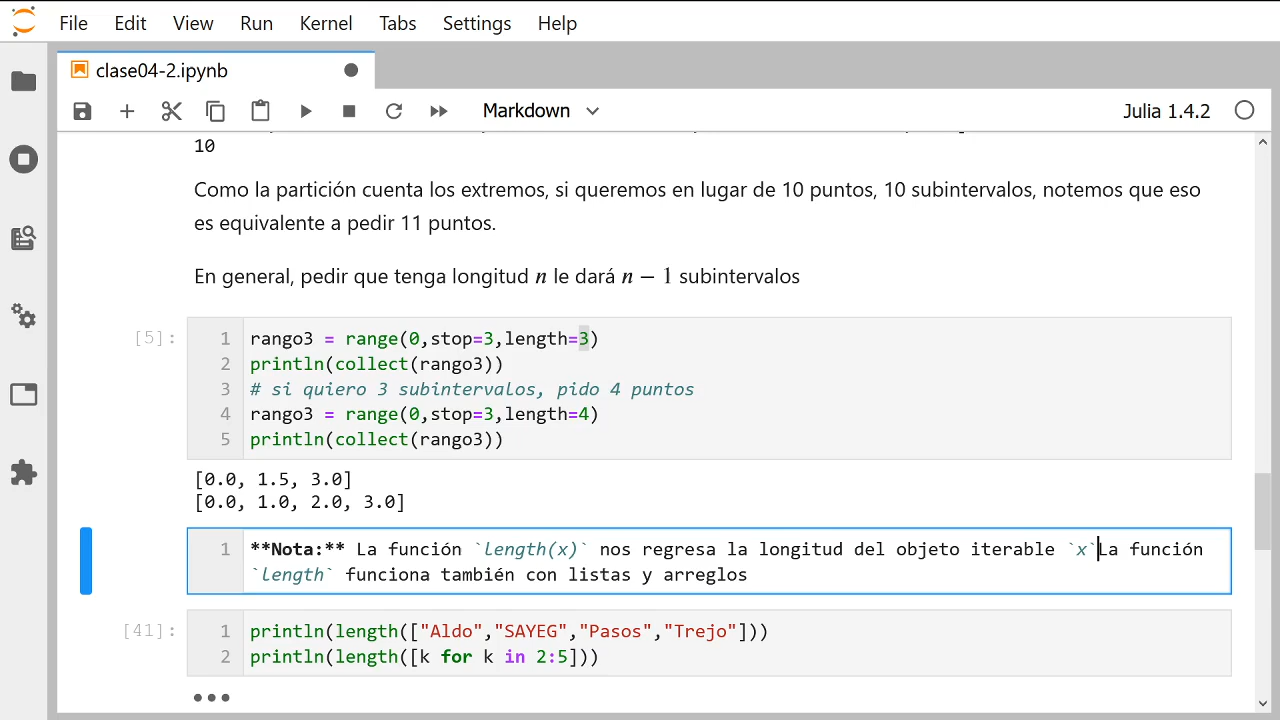 File Edit View Run Kernel Tabs Settings Help
clase04-2.ipynb
Markdown
Julia 1.4.2
10
Como la partición cuenta los extremos, si queremos en lugar de 10 puntos, 10 subintervalos, notemos que eso
es equivalente a pedir 11 puntos.
En general, pedir que tenga longitud n le dará n − 1 subintervalos
[5]: 1 rango3 = range(0,stop=3,length=3)
2 println(collect(rango3))
3 # si quiero 3 subintervalos, pido 4 puntos
4 rango3 = range(0,stop=3,length=4)
5 println(collect(rango3))
[0.0, 1.5, 3.0]
[0.0, 1.0, 2.0, 3.0]
1 **Nota:** La función `length(x)` nos regresa la longitud del objeto iterable `x`La función
`length` funciona también con listas y arreglos
[41]: 1 println(length(["Aldo","SAYEG","Pasos","Trejo"]))
2 println(length([k for k in 2:5]))